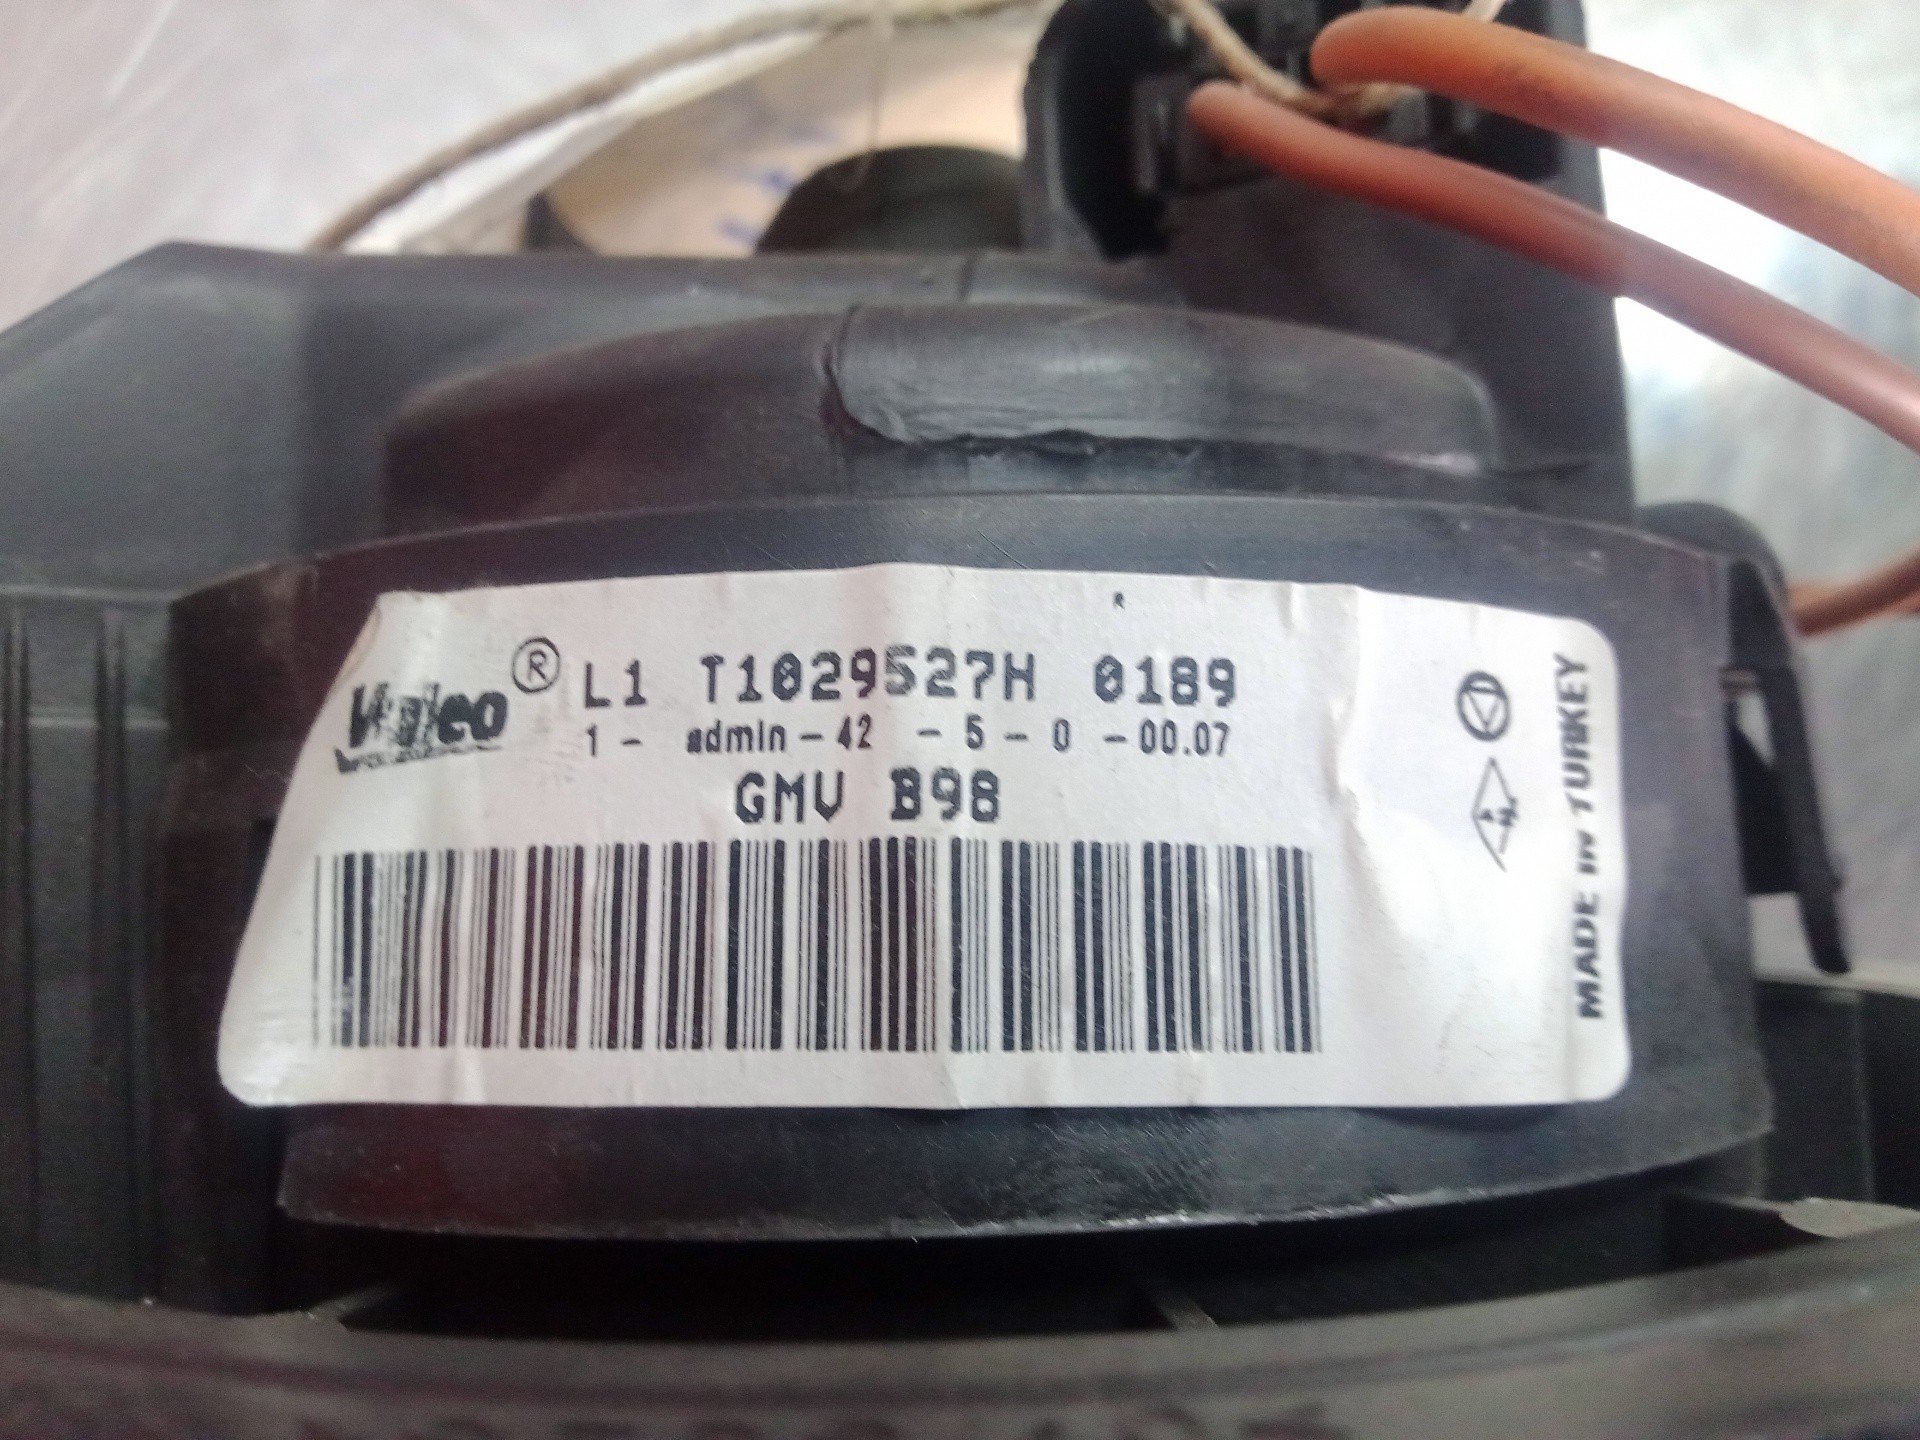 R
Valeo ® L1 T1029527H 0189
1 - admin - 42 - 5 - 0 - 00.07
GMV B98
MADE IN TURKEY